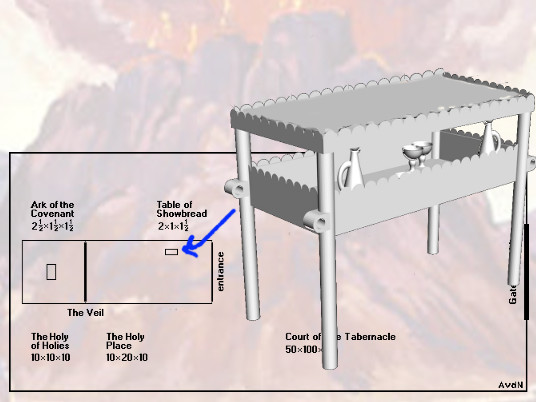 Ark of the
Covenant
2½×1½×1½
Table of
Showbread
2×1×1½
entrance
The Veil
The Holy
of Holies
10×10×10
The Holy
Place
10×20×10
Court of Tabernacle
50×100×
AvdN